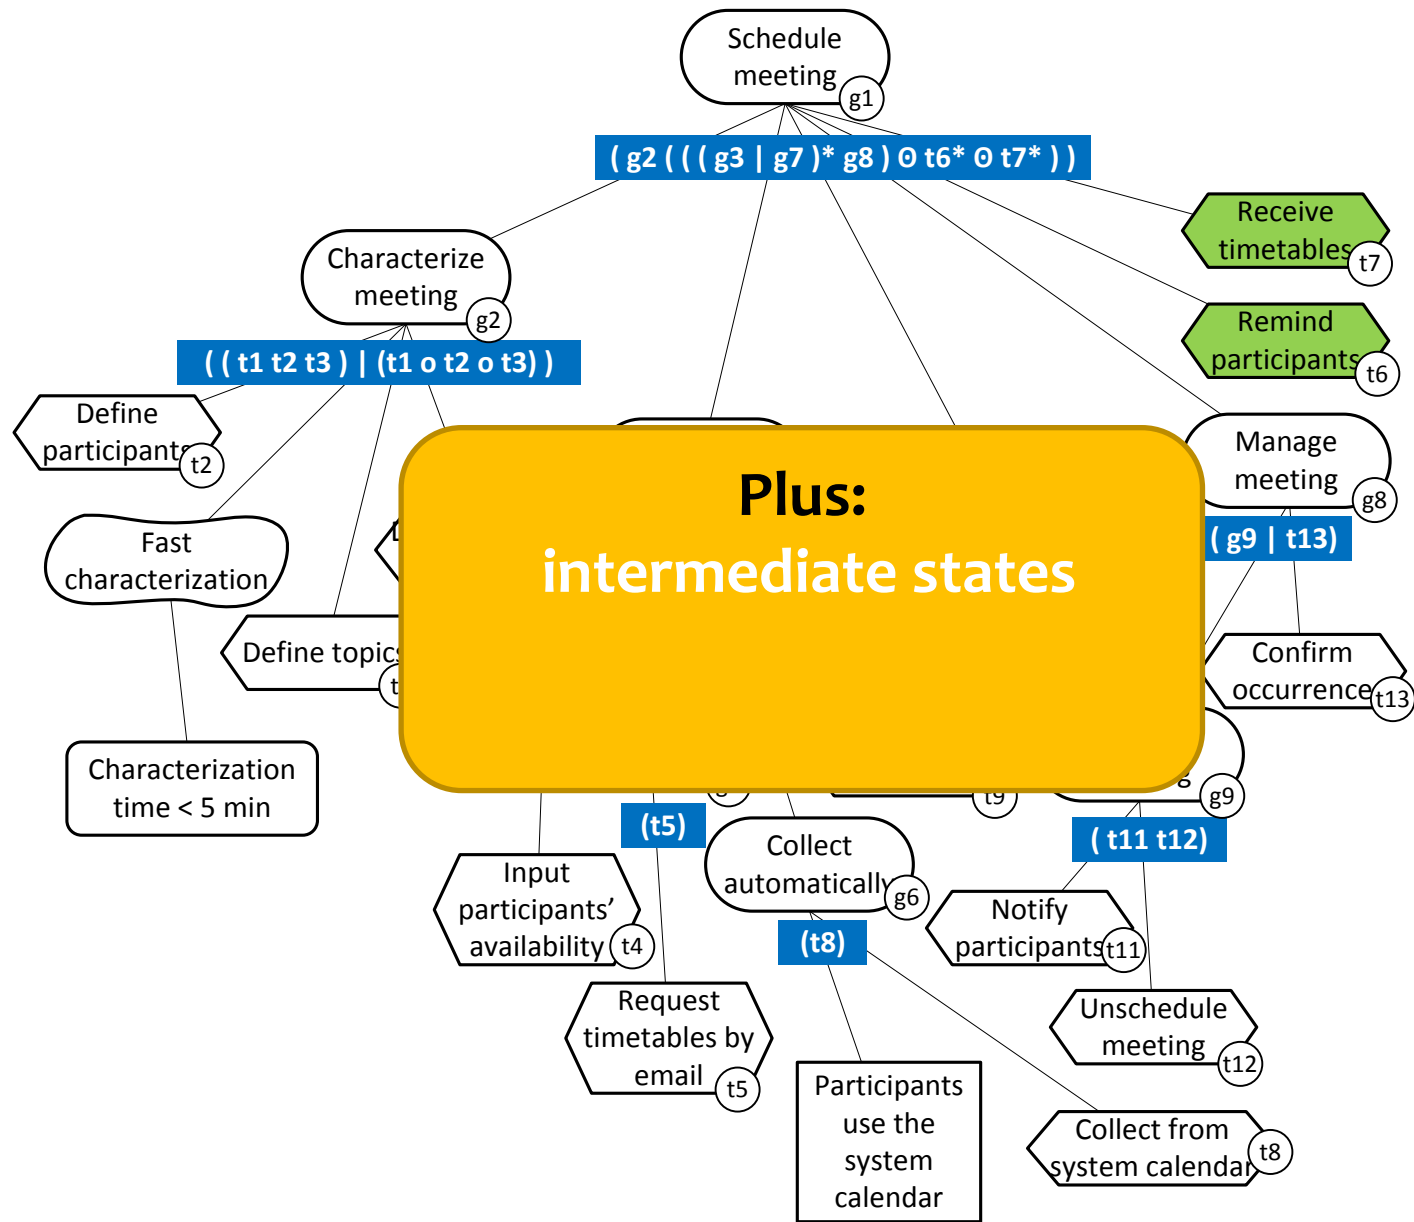 Schedule
meeting
g1
( g2 ( ( ( g3 | g7 )* g8 ) ʘ t6* ʘ t7* ) )
Receive
timetables
t7
Characterize
meeting
g2
Remind
participants
t6
( ( t1 t2 t3 ) | (t1 o t2 o t3) )
Define
participants
t2
Manage
meeting
g8
Plus:
intermediate states
( g9 | t13)
Fast
characterization
Define topics
Confirm
occurrence
t13
Characterization
time < 5 min
t9
g9
(t5)
( t11 t12)
Collect
automatically
g6
Input
participants’
availability
t4
(t8)
Notify
participants
t11
Request
timetables by
email
t5
Unschedule
meeting
t12
Participants
use the
system
calendar
Collect from
system calendar
t8